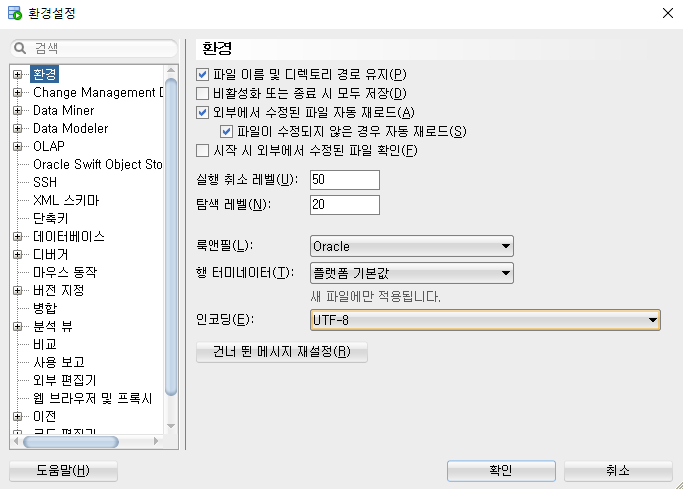 환경설정
검색
환경
Change Management D
Data Miner
Data Modeler
OLAP
Oracle Swift Object Sto
SSH
XML 스키마
단축키
데이터베이스
디버거
마우스 동작
버전 지정
병합
분석 뷰
비교
사용 보고
외부 편집기
웹 브라우저 및 프록시
이전
코드 편집기
환경
파일 이름 및 디렉토리 경로 유지(P)
비활성화 또는 종료 시 모두 저장(D)
외부에서 수정된 파일 자동 재로드(A)
파일이 수정되지 않은 경우 자동 재로드(S)
시작 시 외부에서 수정된 파일 확인(F)
실행 취소 레벨(U): 50
탐색 레벨(N): 20
룩앤필(L): Oracle
행 터미네이터(T): 플랫폼 기본값
새 파일에만 적용됩니다.
인코딩(E): UTF-8
건너 뛴 메시지 재설정(R)
도움말(H)
확인
취소